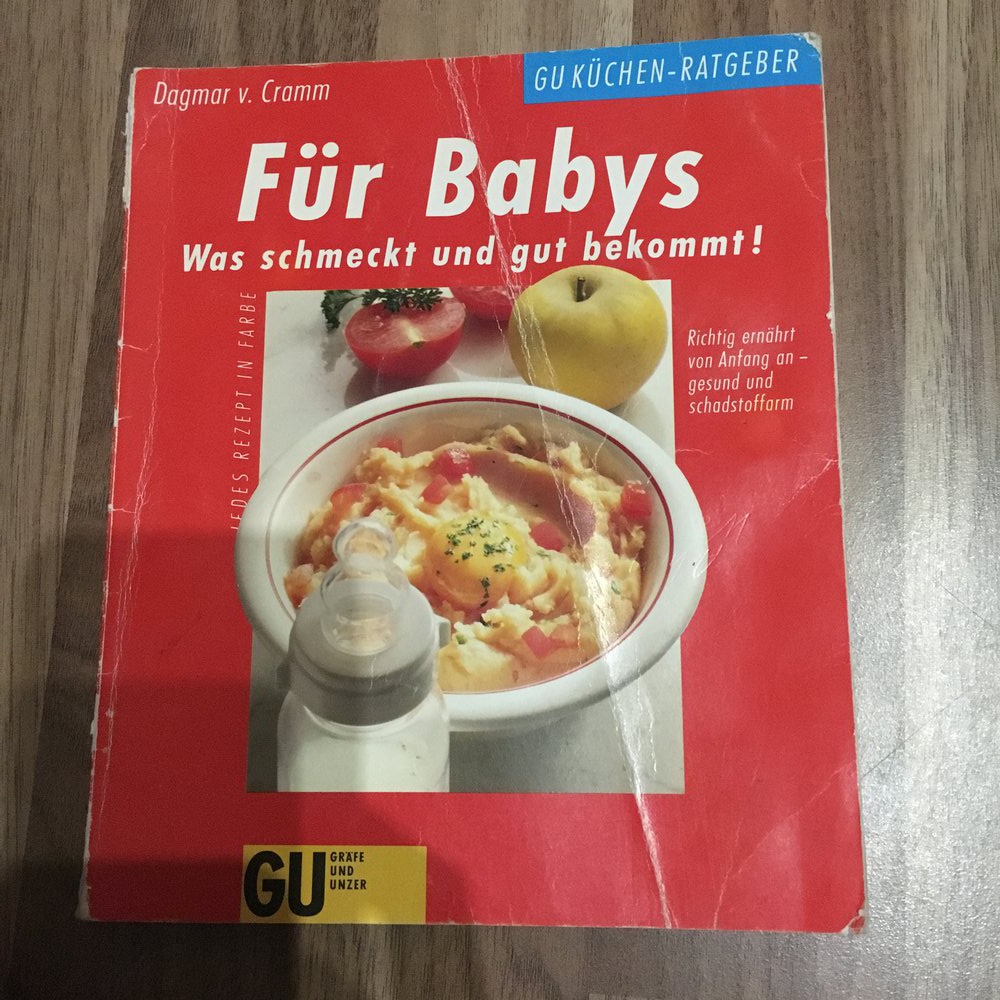 Dagmar v. Cramm
GU KÜCHEN-RATGEBER
Für Babys
Was schmeckt und gut bekommt!
JEDES REZEPT IN FARBE
Richtig ernährt
von Anfang an –
gesund und
schadstoffarm
GU
GRÄFE
UND
UNZER